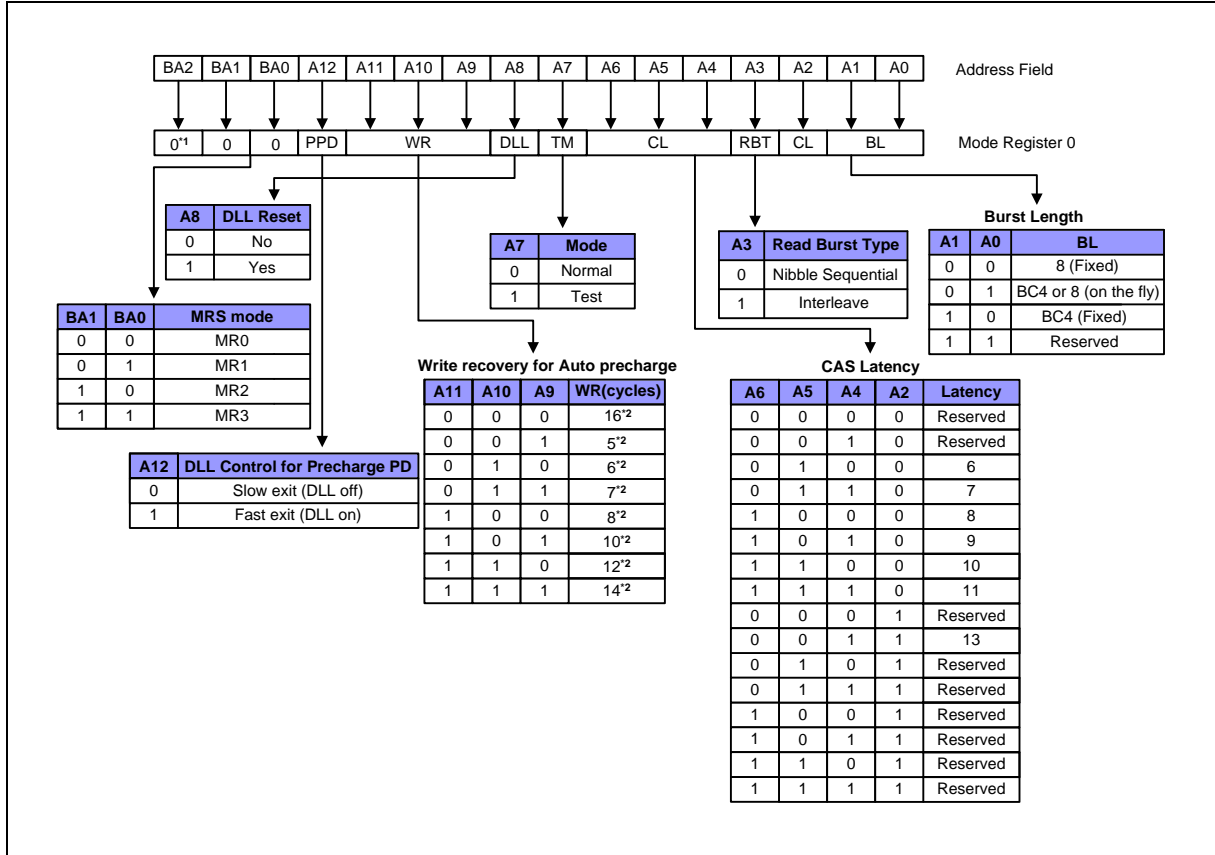 BA2 BA1 BA0 A12 A11 A10 A9 A8 A7 A6 A5 A4 A3 A2 A1 A0 Address Field
0*1 0 0 PPD WR DLL TM CL RBT CL BL Mode Register 0
A8 DLL Reset
0 No
1 Yes
A7 Mode
0 Normal
1 Test
A3 Read Burst Type
0 Nibble Sequential
1 Interleave
Burst Length
A1 A0 BL
0 0 8 (Fixed)
0 1 BC4 or 8 (on the fly)
1 0 BC4 (Fixed)
1 1 Reserved
BA1 BA0 MRS mode
0 0 MR0
0 1 MR1
1 0 MR2
1 1 MR3
A12 DLL Control for Precharge PD
0 Slow exit (DLL off)
1 Fast exit (DLL on)
Write recovery for Auto precharge
A11 A10 A9 WR(cycles)
0 0 0 16*2
0 0 1 5*2
0 1 0 6*2
0 1 1 7*2
1 0 0 8*2
1 0 1 10*2
1 1 0 12*2
1 1 1 14*2
CAS Latency
A6 A5 A4 A2 Latency
0 0 0 0 Reserved
0 0 1 0 Reserved
0 1 0 0 6
0 1 1 0 7
1 0 0 0 8
1 0 1 0 9
1 1 0 0 10
1 1 1 0 11
0 0 0 1 Reserved
0 0 1 1 13
0 1 0 1 Reserved
0 1 1 1 Reserved
1 0 0 1 Reserved
1 0 1 1 Reserved
1 1 0 1 Reserved
1 1 1 1 Reserved